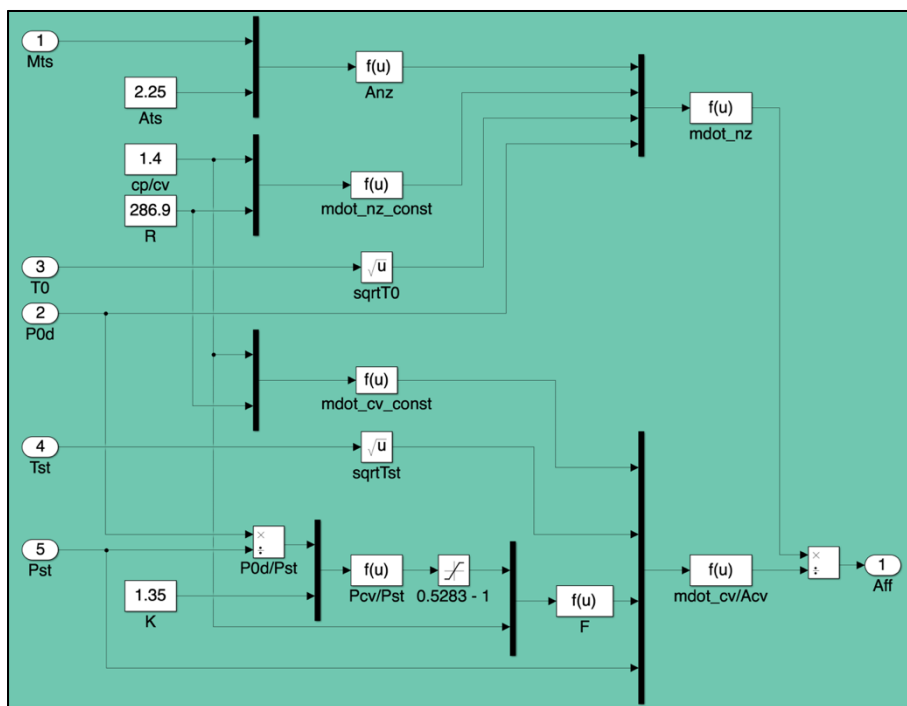 1
Mts
2.25
Ats
f(u)
Anz
f(u)
mdot_nz
1.4
cp/cv
286.9
R
f(u)
mdot_nz_const
3
T0
√u
sqrtT0
2
P0d
f(u)
mdot_cv_const
4
Tst
√u
sqrtTst
5
Pst
×
÷
P0d/Pst
1.35
K
f(u)
Pcv/Pst
0.5283 - 1
f(u)
F
f(u)
mdot_cv/Acv
×
÷
1
Aff